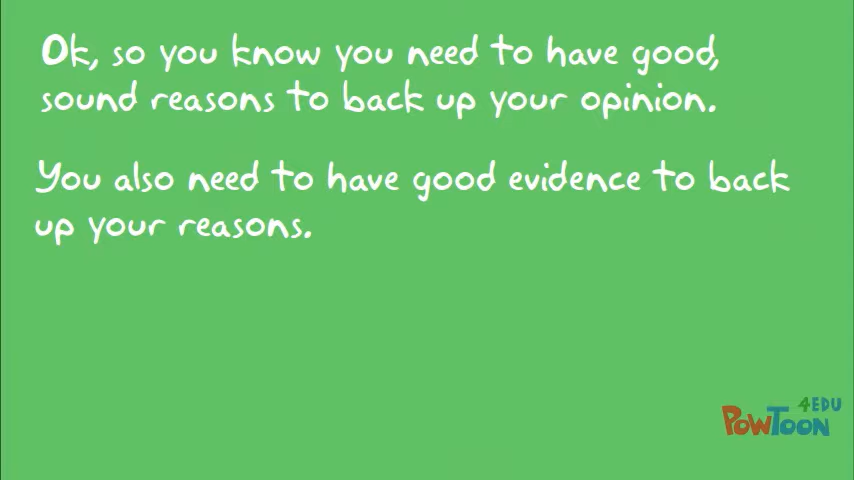 Ok, so you know you need to have good,
sound reasons to back up your opinion.
You also need to have good evidence to back
up your reasons.
4EDU
POWTOON